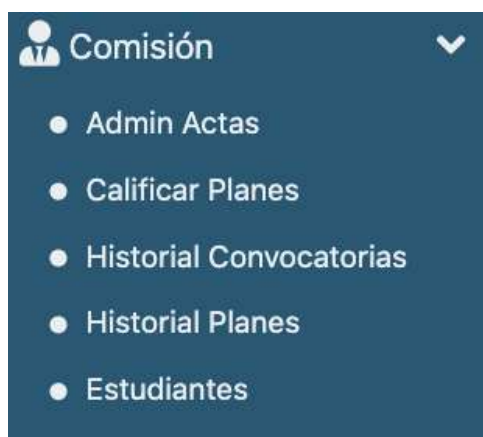 Comisión
Admin Actas
Calificar Planes
Historial Convocatorias
Historial Planes
Estudiantes